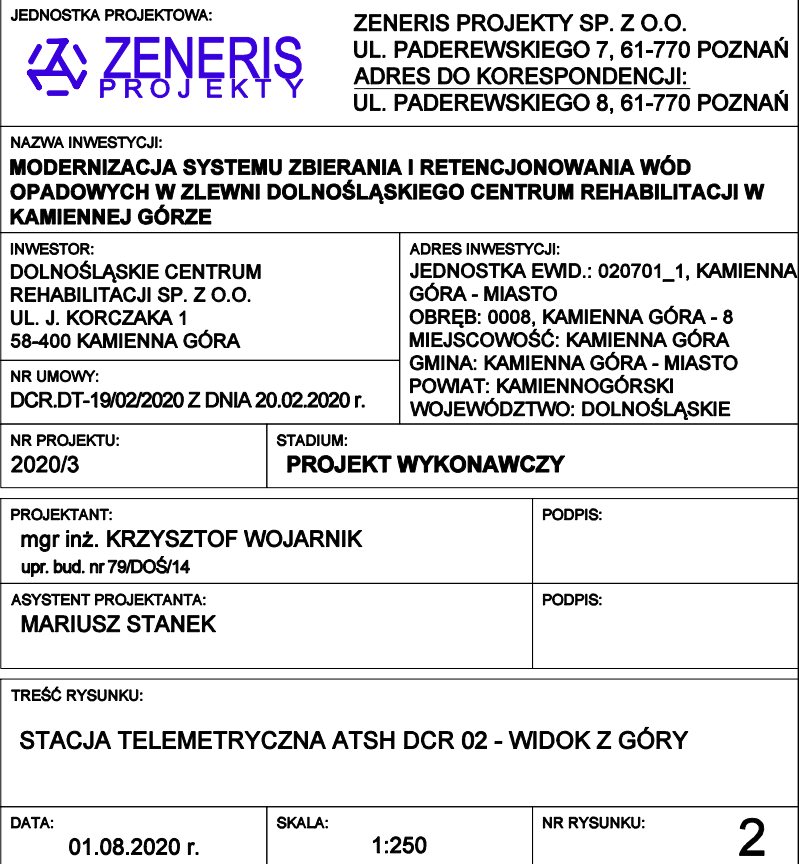 JEDNOSTKA PROJEKTOWA:
ZENERIS
PROJEKTY
ZENERIS PROJEKTY SP. Z O.O.
UL. PADEREWSKIEGO 7, 61-770 POZNAŃ
ADRES DO KORESPONDENCJI:
UL. PADEREWSKIEGO 8, 61-770 POZNAŃ
NAZWA INWESTYCJI:
MODERNIZACJA SYSTEMU ZBIERANIA I RETENCJONOWANIA WÓD
OPADOWYCH W ZLEWNI DOLNOŚLĄSKIEGO CENTRUM REHABILITACJI W
KAMIENNEJ GÓRZE
INWESTOR:
DOLNOŚLĄSKIE CENTRUM
REHABILITACJI SP. Z O.O.
UL. J. KORCZAKA 1
58-400 KAMIENNA GÓRA
NR UMOWY:
DCR.DT-19/02/2020 Z DNIA 20.02.2020 r.
ADRES INWESTYCJI:
JEDNOSTKA EWID.: 020701_1, KAMIENNA
GÓRA - MIASTO
OBRĘB: 0008, KAMIENNA GÓRA - 8
MIEJSCOWOŚĆ: KAMIENNA GÓRA
GMINA: KAMIENNA GÓRA - MIASTO
POWIAT: KAMIENNOGÓRSKI
WOJEWÓDZTWO: DOLNOŚLĄSKIE
NR PROJEKTU:
2020/3
STADIUM:
PROJEKT WYKONAWCZY
PROJEKTANT:
mgr inż. KRZYSZTOF WOJARNIK
upr. bud. nr 79/DOŚ/14
PODPIS:
ASYSTENT PROJEKTANTA:
MARIUSZ STANEK
PODPIS:
TREŚĆ RYSUNKU:
STACJA TELEMETRYCZNA ATSH DCR 02 - WIDOK Z GÓRY
DATA:
01.08.2020 r.
SKALA:
1:250
NR RYSUNKU:
2